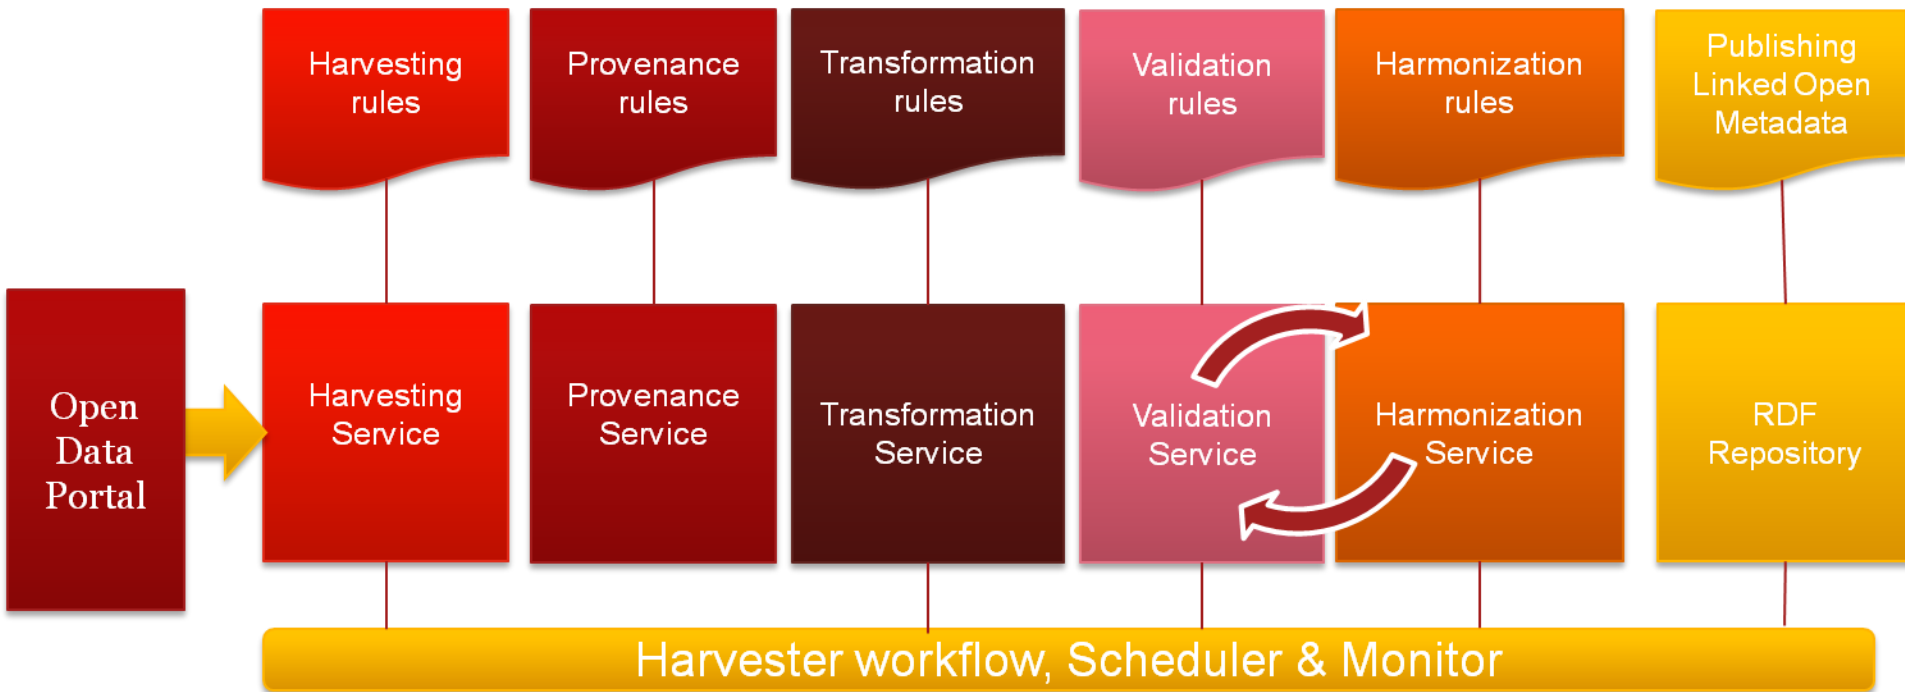 Harvesting
rules
Provenance
rules
Transformation
rules
Validation
rules
Harmonization
rules
Publishing
Linked Open
Metadata
Open
Data
Portal
Harvesting
Service
Provenance
Service
Transformation
Service
Validation
Service
Harmonization
Service
RDF
Repository
Harvester workflow, Scheduler & Monitor